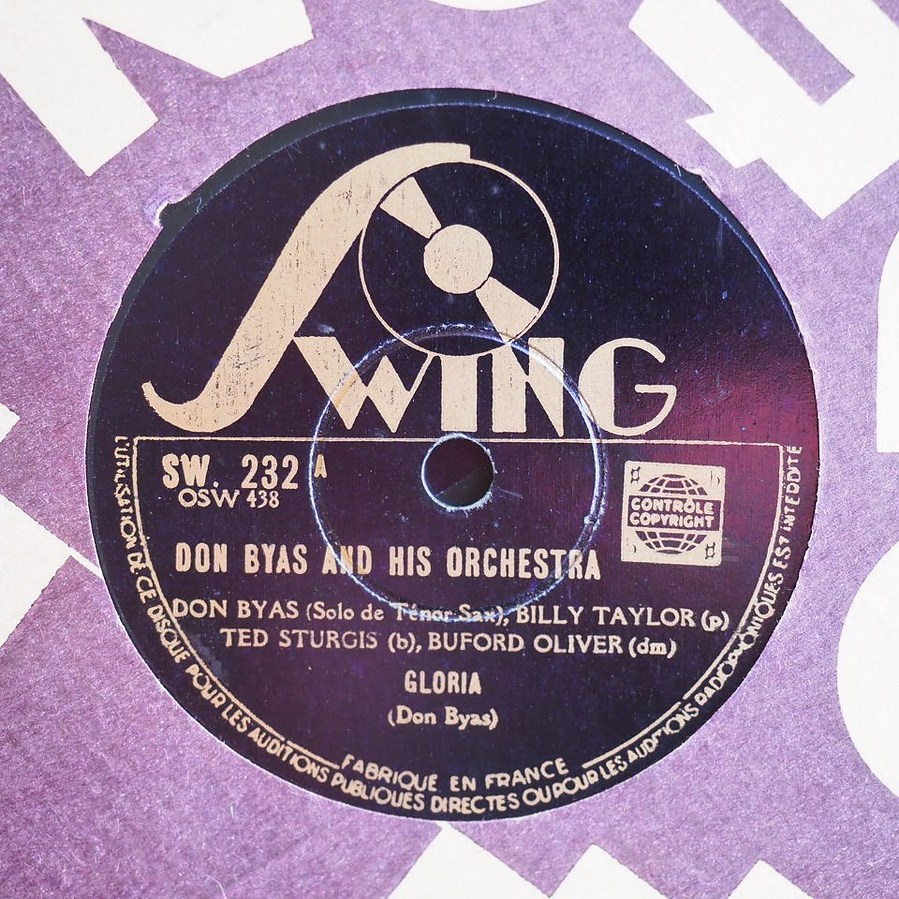 SWING
SW. 232 A
OSW 438
CONTRÔLE
COPYRIGHT
DON BYAS AND HIS ORCHESTRA
DON BYAS (Solo de Ténor Sax), BILLY TAYLOR (p)
TED STURGIS (b), BUFORD OLIVER (dm)
GLORIA
(Don Byas)
FABRIQUÉ EN FRANCE
L'UTILISATION DE CE DISQUE POUR LES AUDITIONS PUBLIQUES DIRECTES OU POUR LES AUDITIONS RADIOPHONIQUES EST INTERDITE